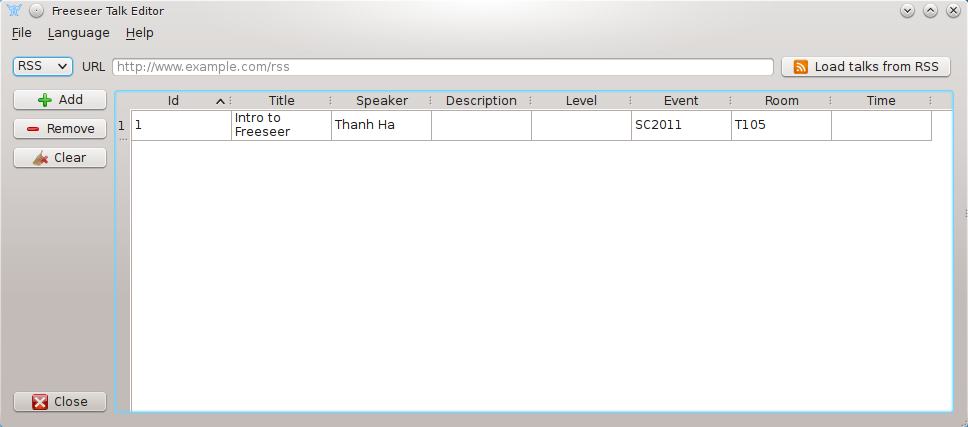 Freeseer Talk Editor
File Language Help
RSS URL http://www.example.com/rss Load talks from RSS
Add
Remove
Clear
Id Title Speaker Description Level Event Room Time
1 1 Intro to Freeseer Thanh Ha SC2011 T105
Close